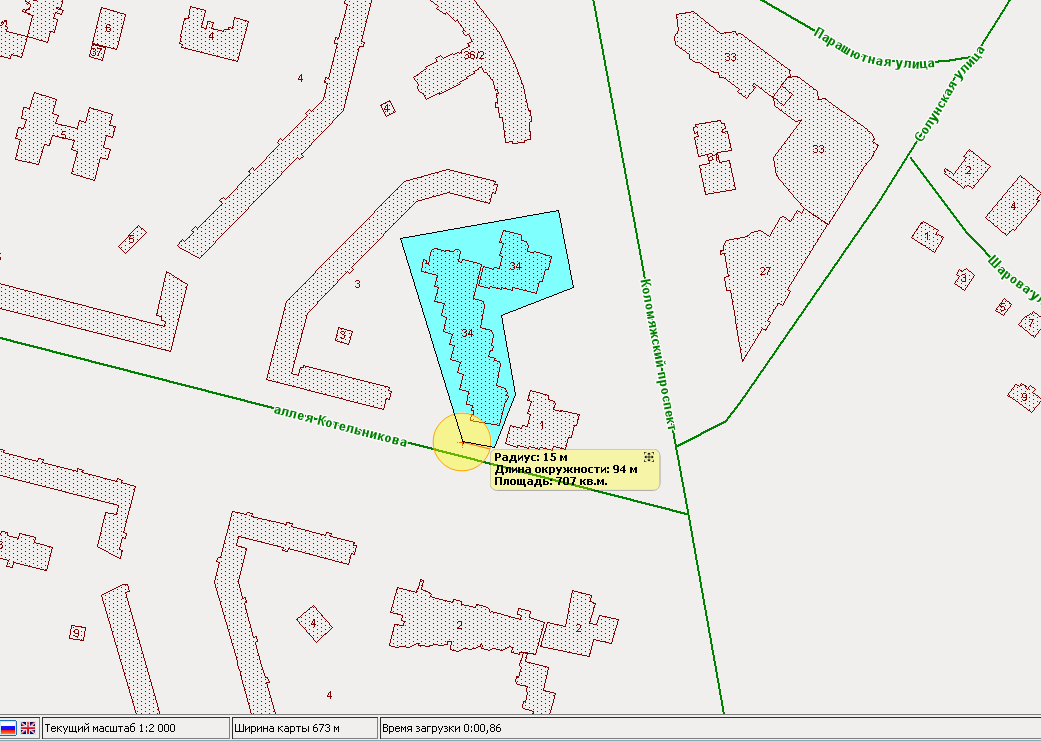 6
37
4
4
36/2
4
5
5
33
33
31
27
Парашютная улица
Солунская улица
2
4
1
3
5
7
9
Шарова ул
34
34
3
3
Коломяжский проспект
аллея Котельникова
1
Радиус: 15 м
Длина окружности: 94 м
Площадь: 707 кв.м.
4
2
2
9
4
Текущий масштаб 1:2 000
Ширина карты 673 м
Время загрузки 0:00,86